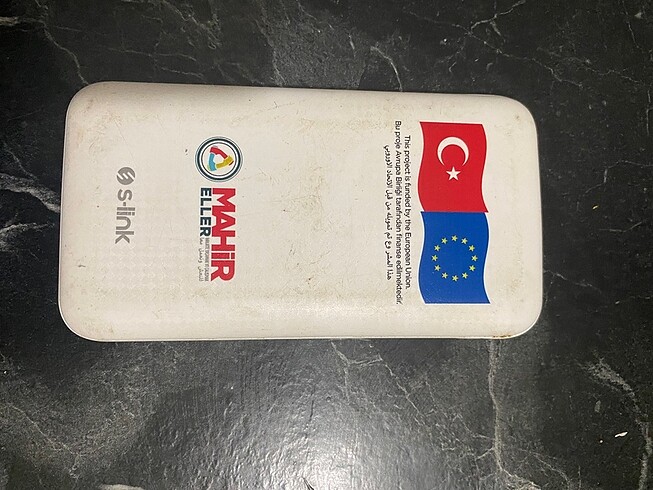 This project is funded by the European Union.
Bu proje Avrupa Birliği tarafından finanse edilmektedir.
هذا المشروع تم تمويله من قبل الاتحاد الاوروبي
MAHİR
ELLER
s-link